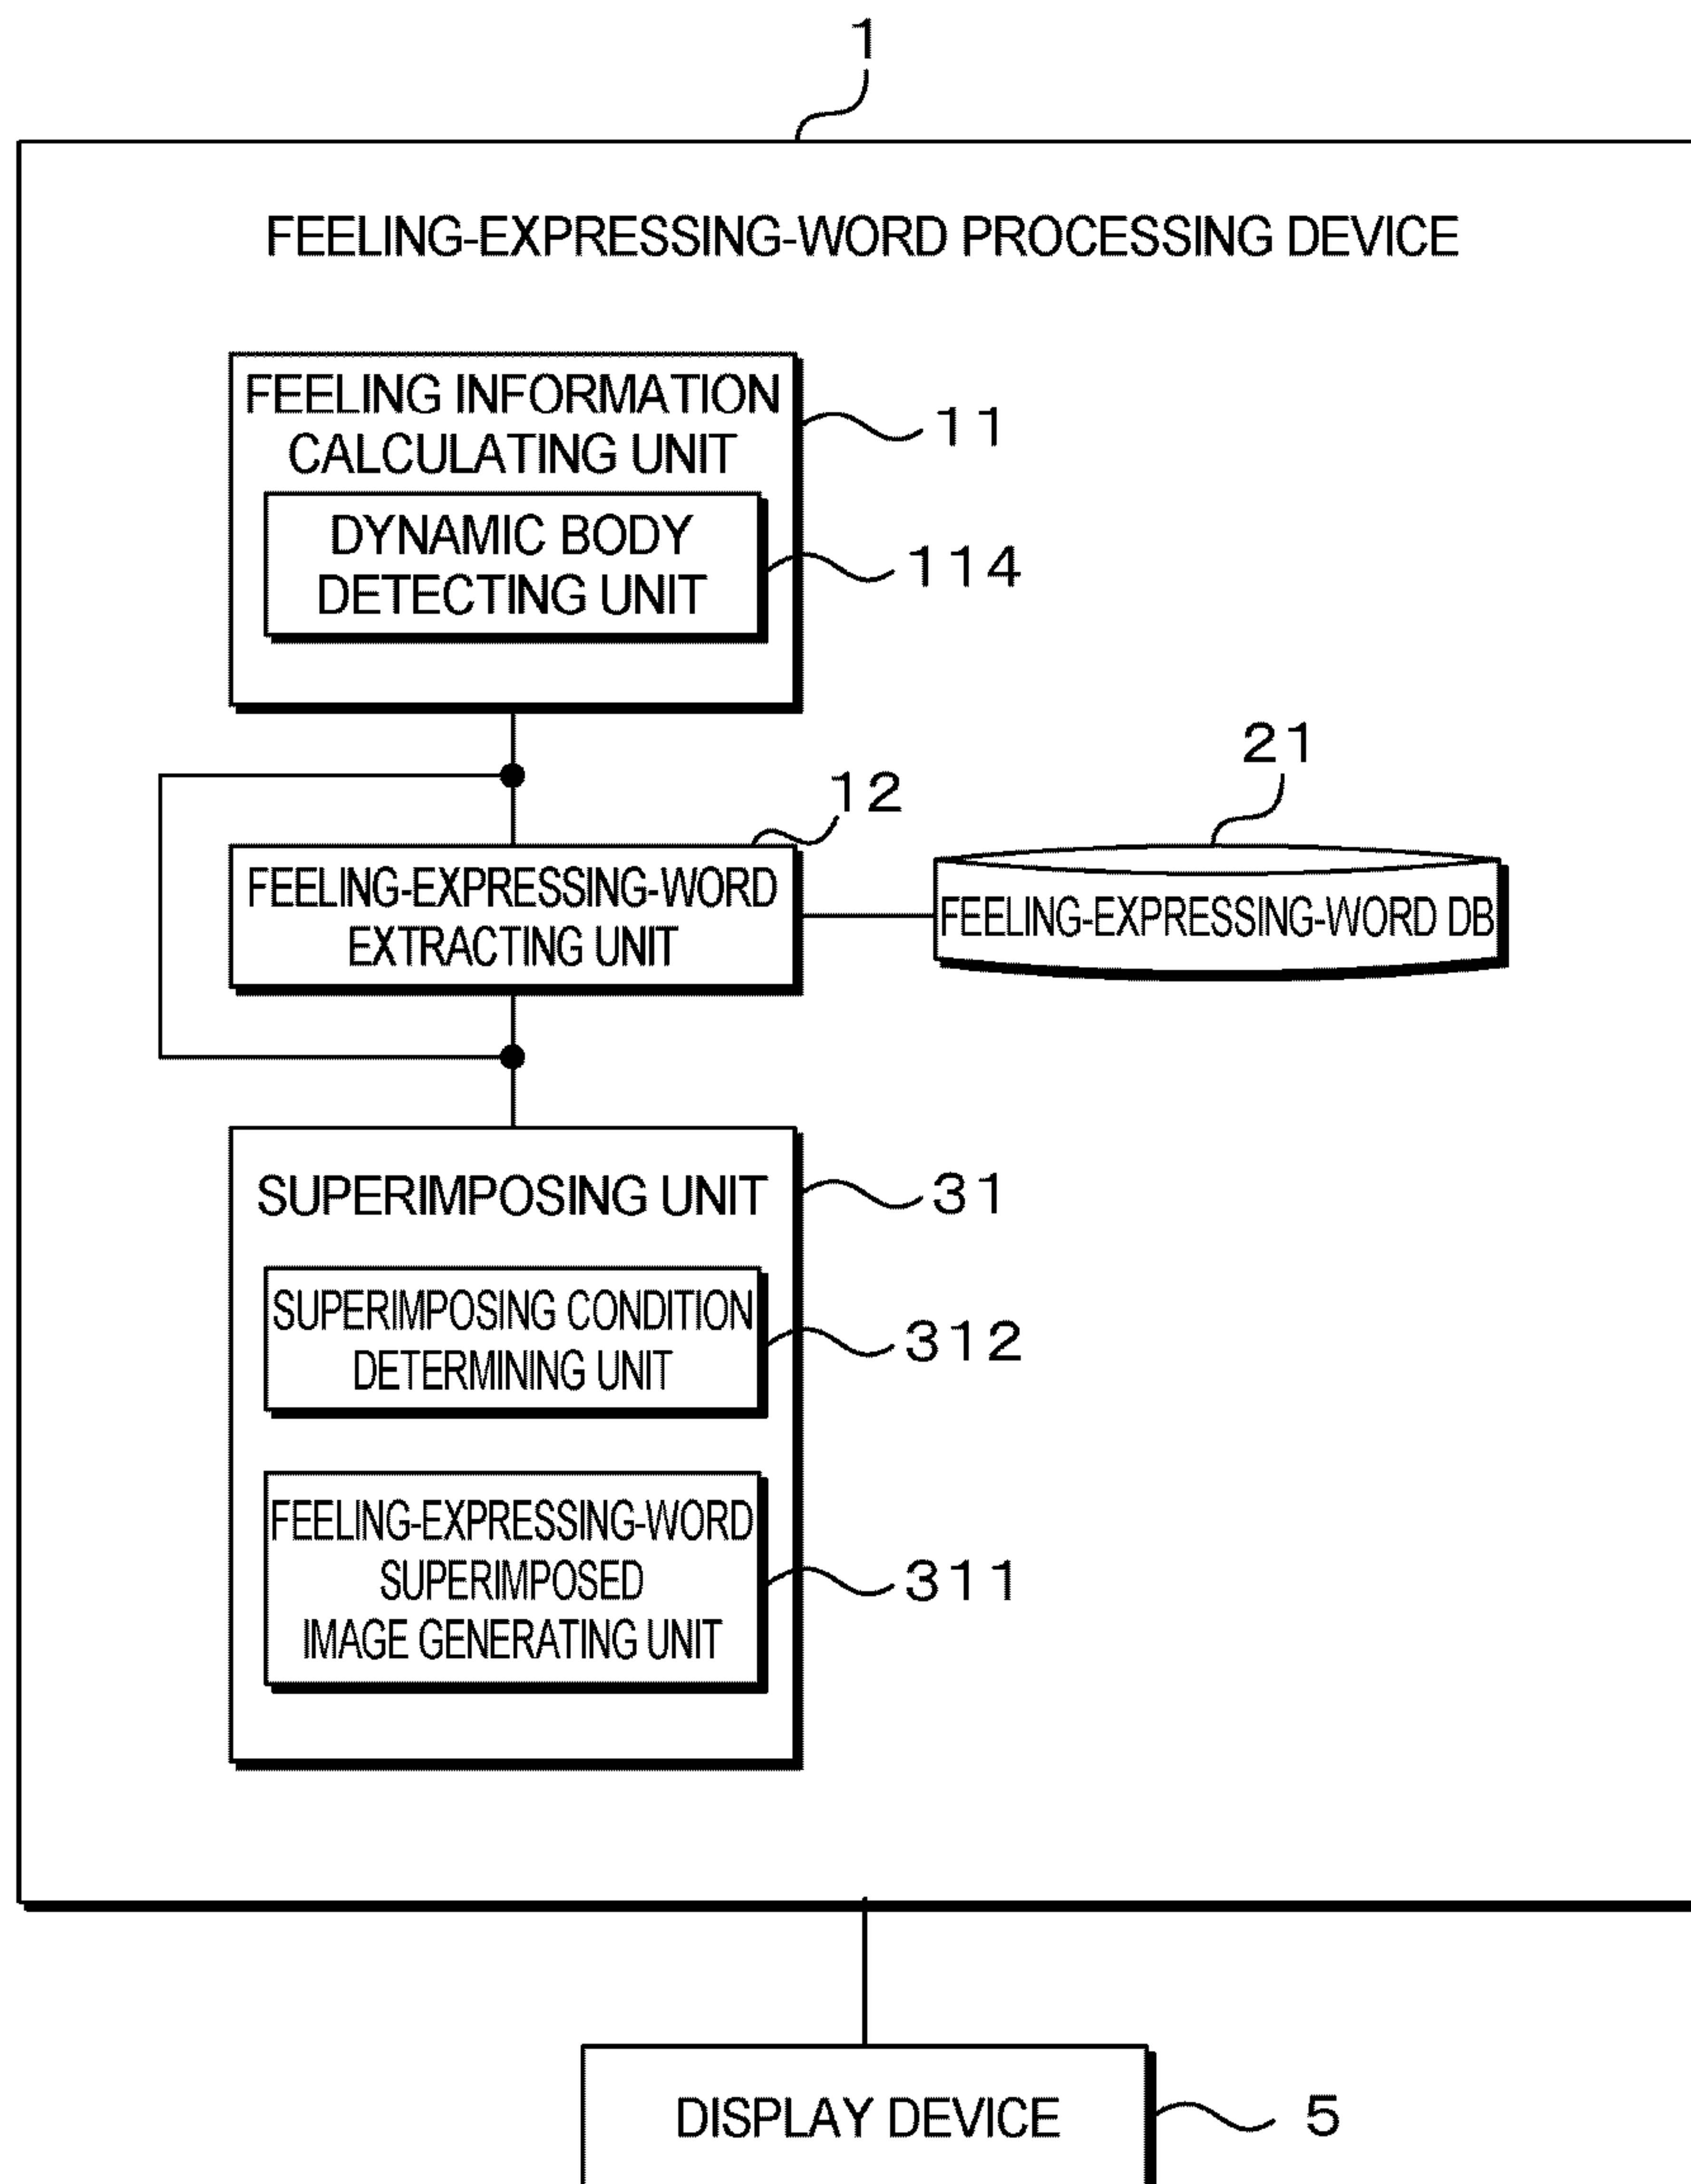 1
FEELING-EXPRESSING-WORD PROCESSING DEVICE
FEELING INFORMATION
CALCULATING UNIT
11
DYNAMIC BODY
DETECTING UNIT
114
21
12
FEELING-EXPRESSING-WORD
EXTRACTING UNIT
FEELING-EXPRESSING-WORD DB
SUPERIMPOSING UNIT
31
SUPERIMPOSING CONDITION
DETERMINING UNIT
312
FEELING-EXPRESSING-WORD
SUPERIMPOSED
IMAGE GENERATING UNIT
311
DISPLAY DEVICE
5